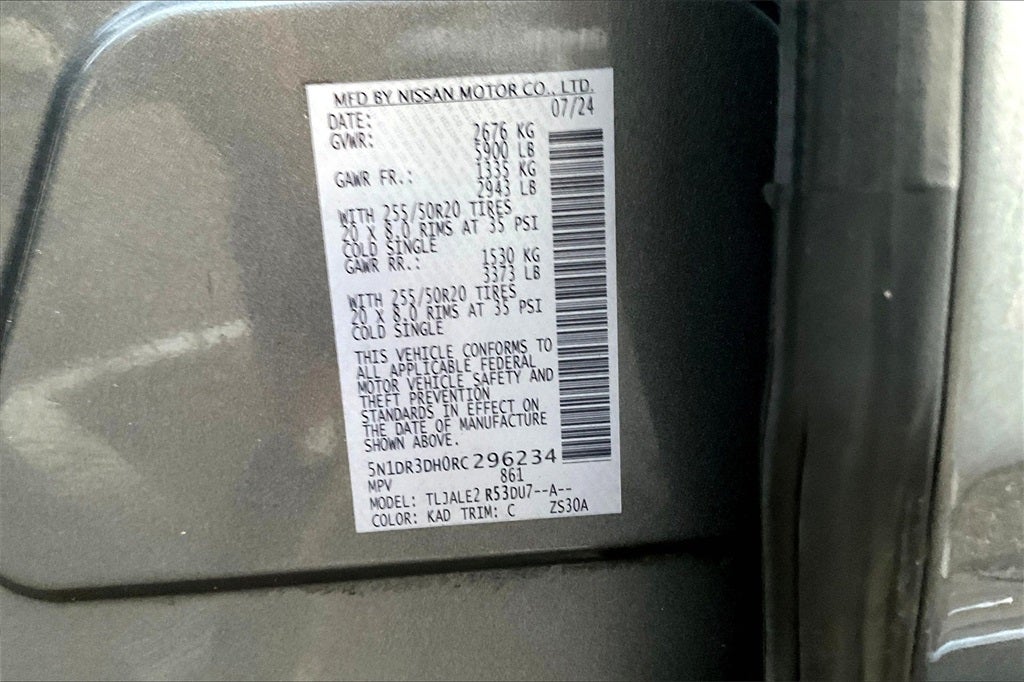 MFD BY NISSAN MOTOR CO., LTD.
DATE: 07/24
GVWR: 2676 KG
5900 LB
GAWR FR.: 1335 KG
2943 LB
WITH 255/50R20 TIRES
20 X 8.0 RIMS AT 35 PSI
COLD SINGLE
GAWR RR.: 1530 KG
3373 LB
WITH 255/50R20 TIRES
20 X 8.0 RIMS AT 35 PSI
COLD SINGLE
THIS VEHICLE CONFORMS TO
ALL APPLICABLE FEDERAL
MOTOR VEHICLE SAFETY AND
THEFT PREVENTION
STANDARDS IN EFFECT ON
THE DATE OF MANUFACTURE
SHOWN ABOVE.
5N1DR3DH0RC296234
MPV 861
MODEL: TLJALE2 R53DU7--A--
COLOR: KAD TRIM: C ZS30A